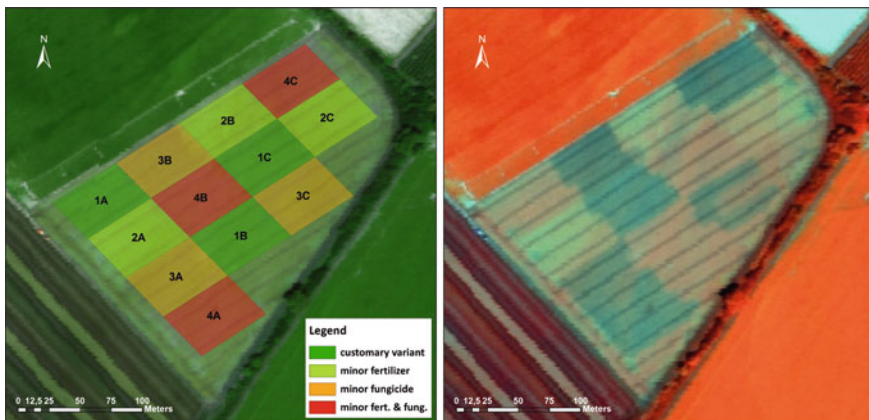 N
4C
2B
2C
3B
1C
1A
4B
3C
2A
1B
3A
4A
Legend
customary variant
minor fertilizer
minor fungicide
minor fert. & fung.
0 12,5 25 50 75 100
Meters
N
0 12,5 25 50 75 100
Meters